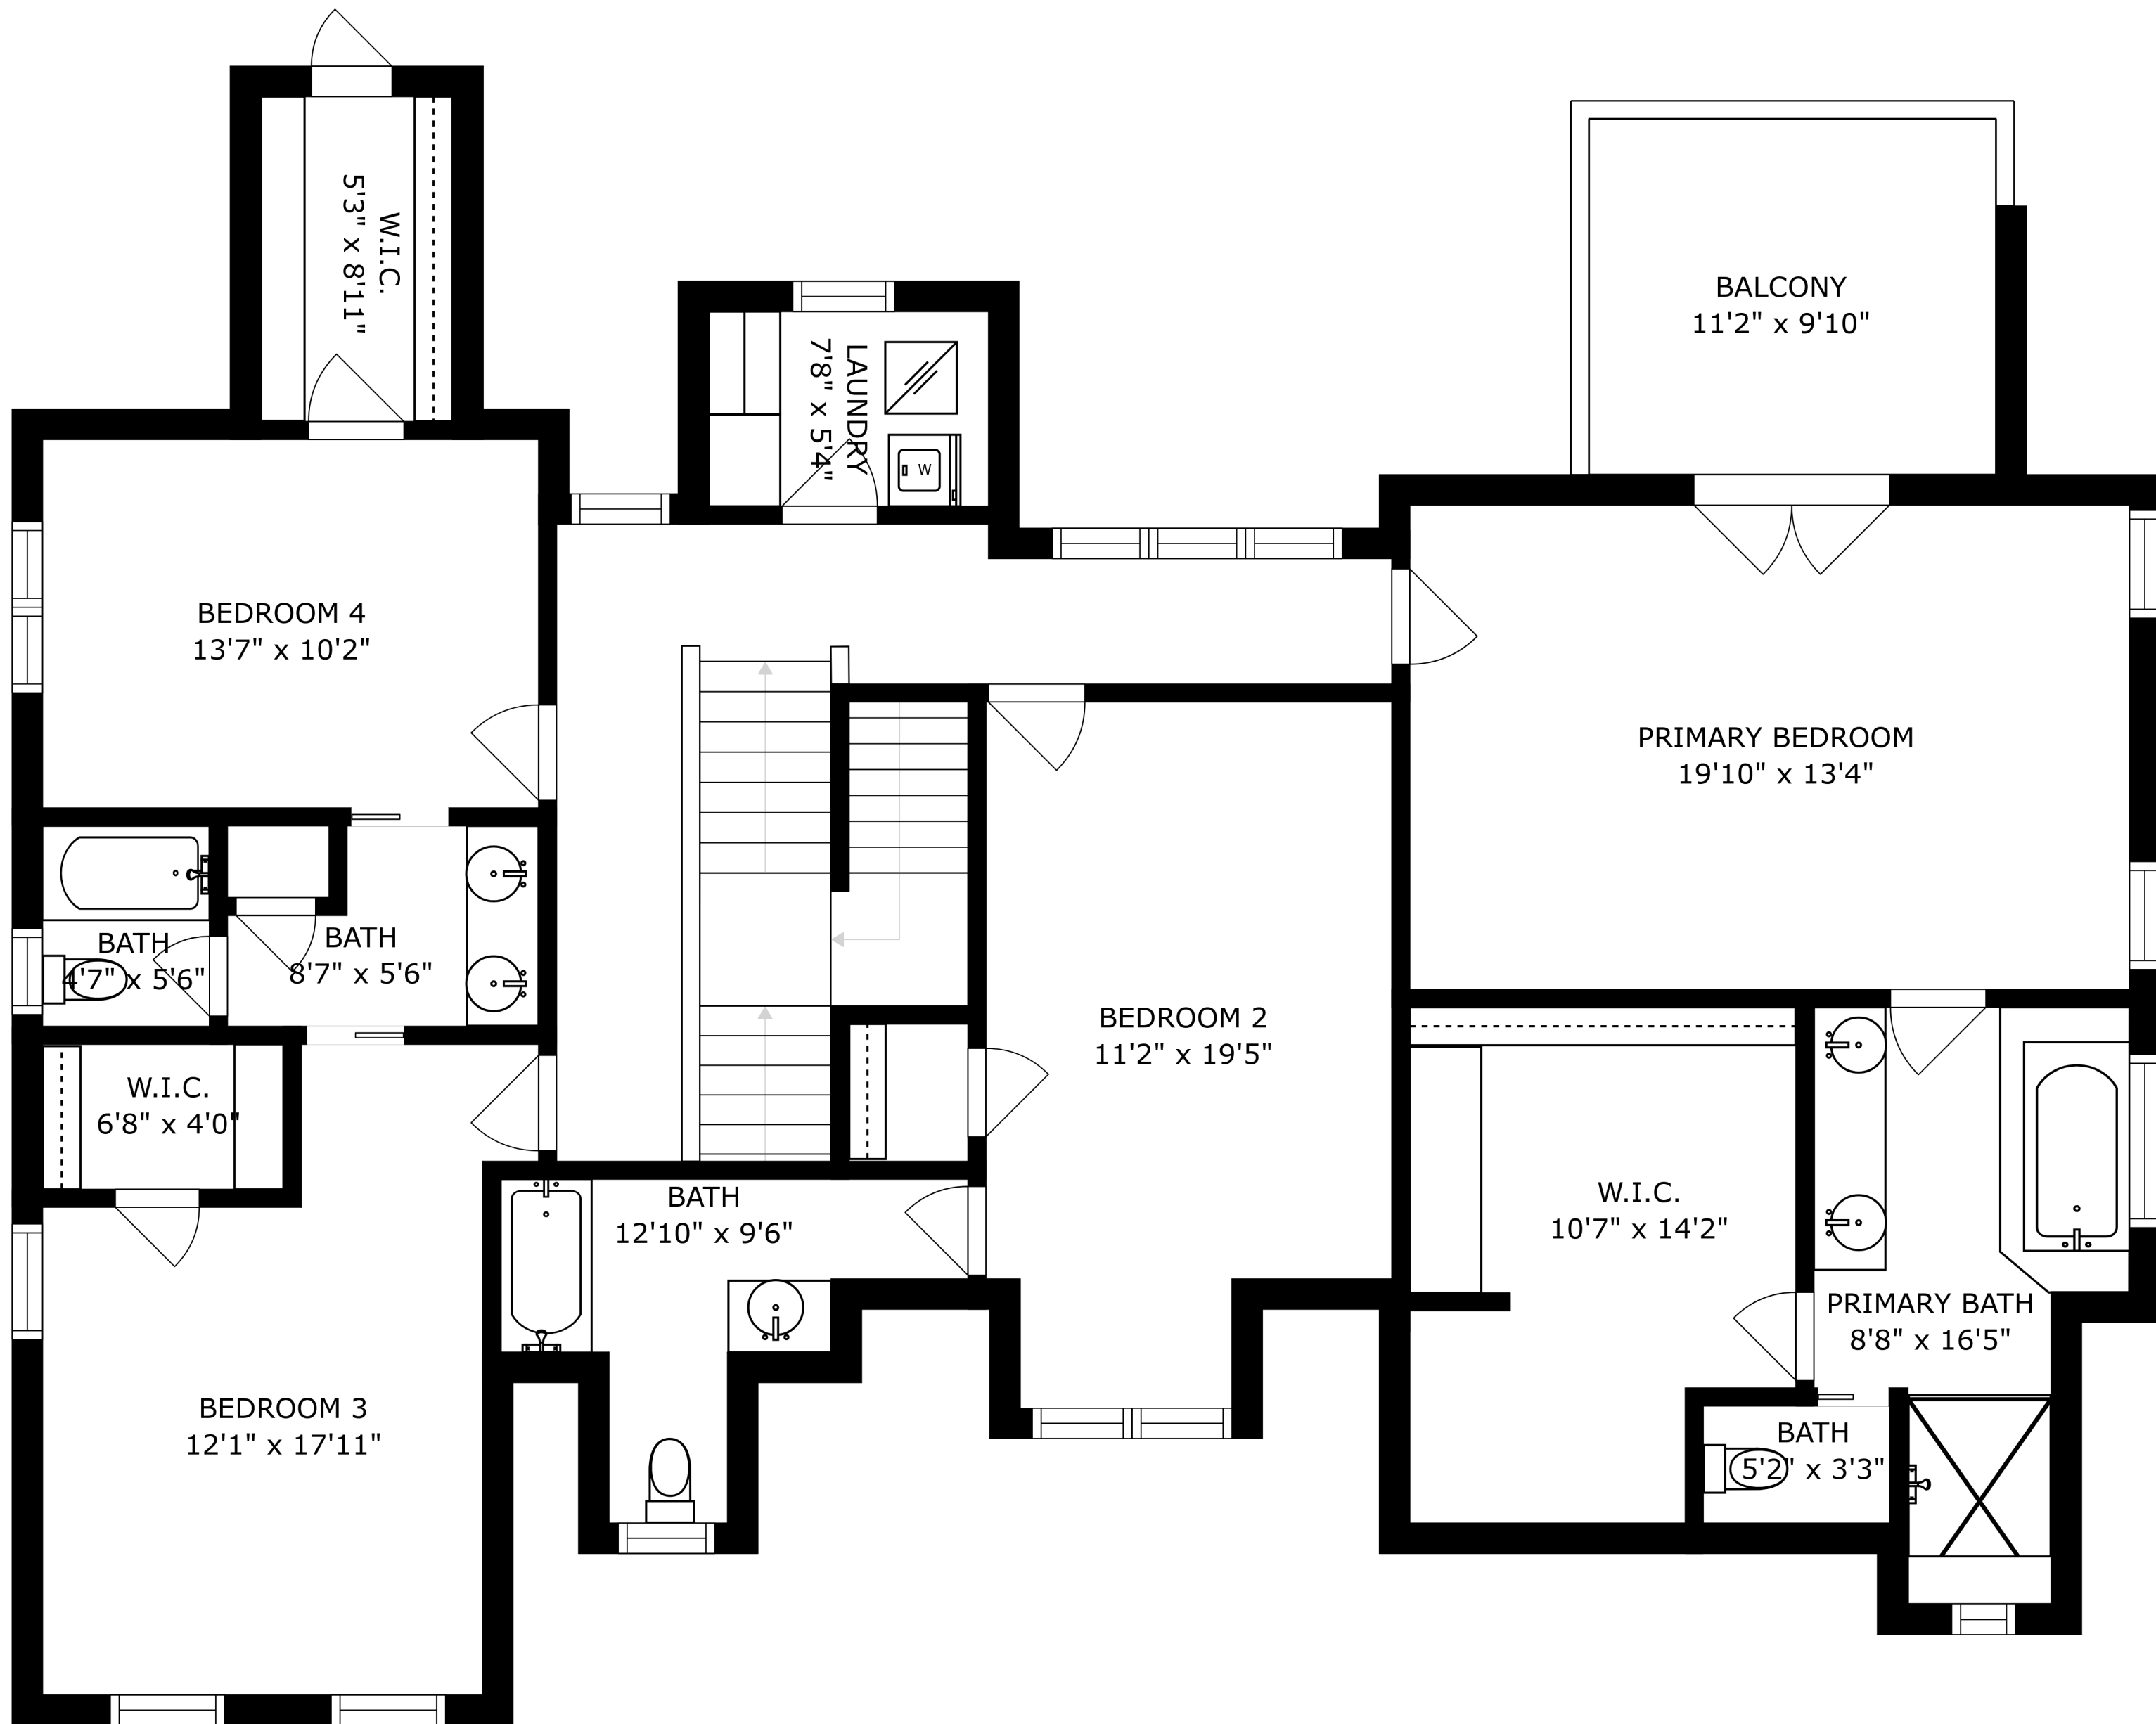 W.I.C.
5'3" x 8'11"
LAUNDRY
7'8" x 5'4"
W
BALCONY
11'2" x 9'10"
BEDROOM 4
13'7" x 10'2"
PRIMARY BEDROOM
19'10" x 13'4"
BATH
4'7" x 5'6"
BATH
8'7" x 5'6"
BEDROOM 2
11'2" x 19'5"
W.I.C.
6'8" x 4'0"
BATH
12'10" x 9'6"
W.I.C.
10'7" x 14'2"
PRIMARY BATH
8'8" x 16'5"
BEDROOM 3
12'1" x 17'11"
BATH
5'2" x 3'3"